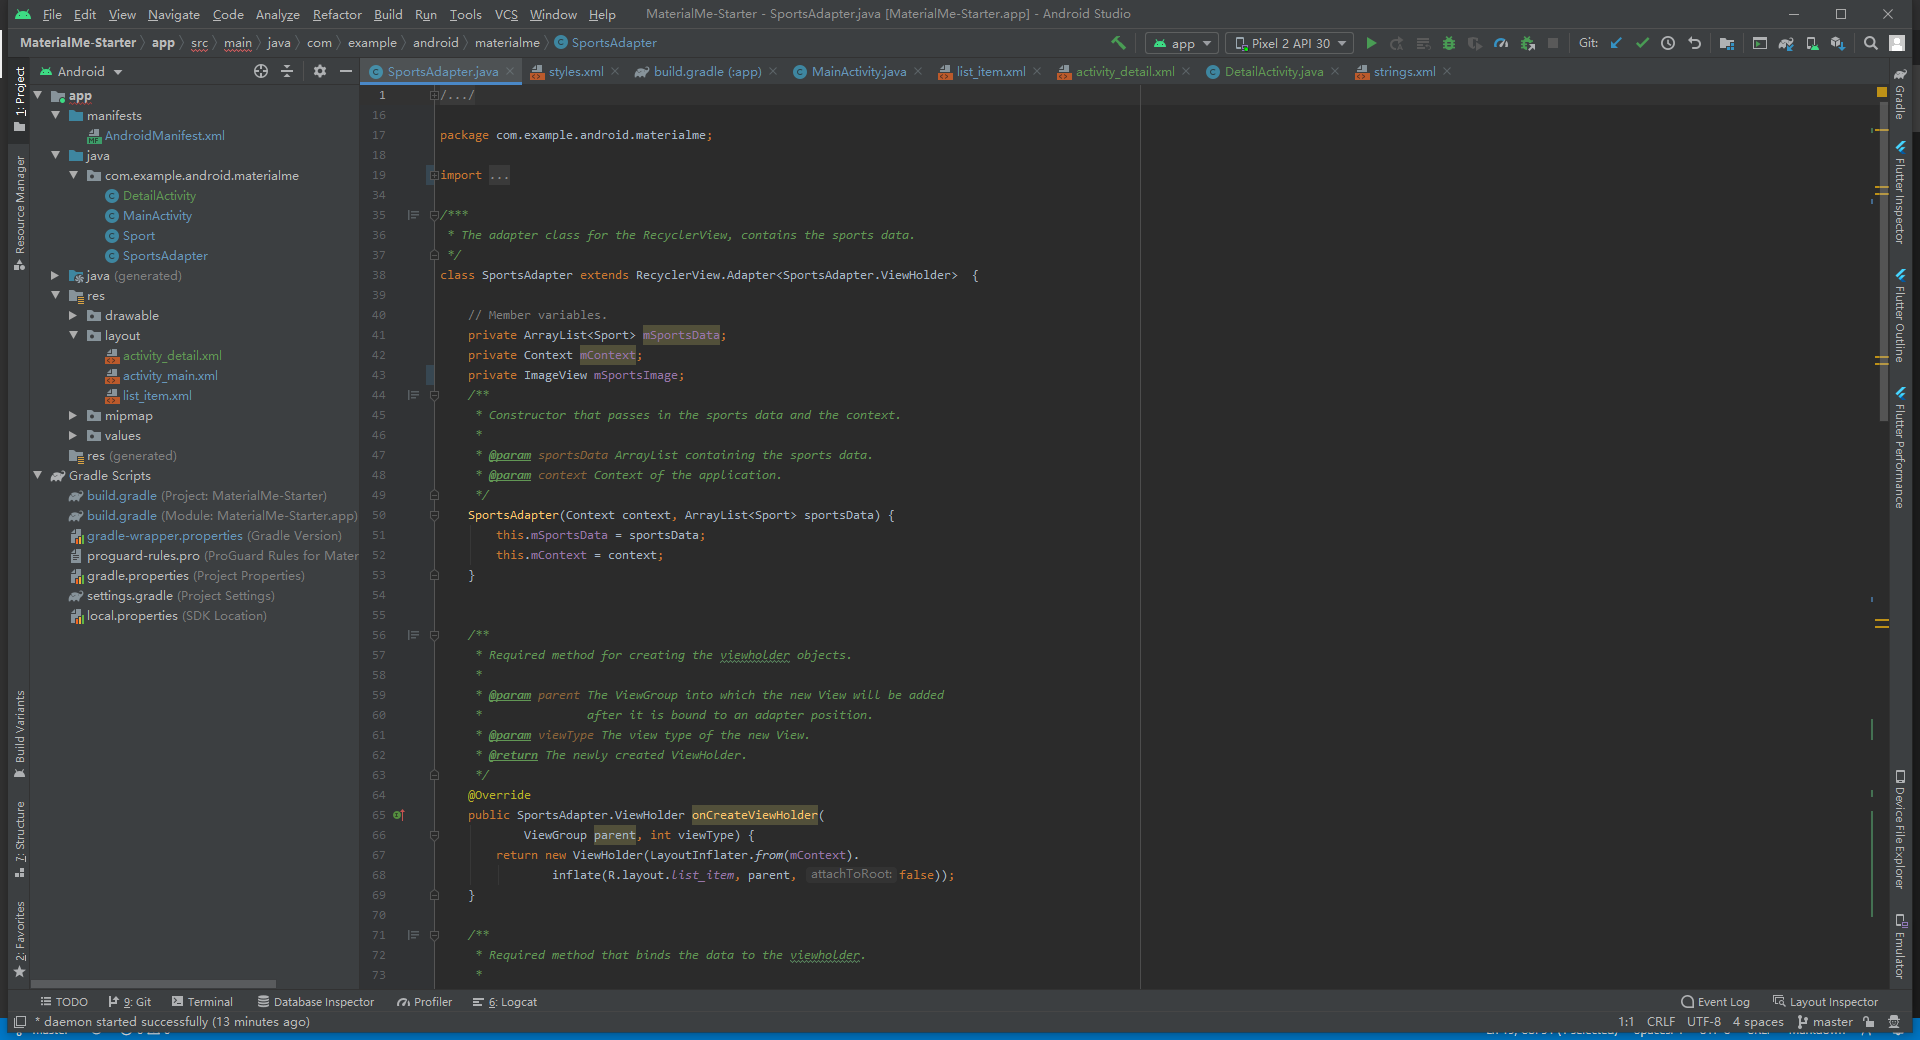 File Edit View Navigate Code Analyze Refactor Build Run Tools VCS Window Help MaterialMe-Starter - SportsAdapter.java [MaterialMe-Starter.app] - Android Studio
MaterialMe-Starter app src main java com example android materialme SportsAdapter app Pixel 2 API 30 Git:
Android
SportsAdapter.java styles.xml build.gradle (:app) MainActivity.java list_item.xml activity_detail.xml DetailActivity.java strings.xml
1: Project
Resource Manager
Build Variants
7: Structure
2: Favorites
app
manifests
AndroidManifest.xml
java
com.example.android.materialme
DetailActivity
MainActivity
Sport
SportsAdapter
java (generated)
res
drawable
layout
activity_detail.xml
activity_main.xml
list_item.xml
mipmap
values
res (generated)
Gradle Scripts
build.gradle (Project: MaterialMe-Starter)
build.gradle (Module: MaterialMe-Starter.app)
gradle-wrapper.properties (Gradle Version)
proguard-rules.pro (ProGuard Rules for Mater
gradle.properties (Project Properties)
settings.gradle (Project Settings)
local.properties (SDK Location)
1 /.../
16
17 package com.example.android.materialme;
18
19 import ...
34
35 /***
36 * The adapter class for the RecyclerView, contains the sports data.
37 */
38 class SportsAdapter extends RecyclerView.Adapter<SportsAdapter.ViewHolder> {
39
40 // Member variables.
41 private ArrayList<Sport> mSportsData;
42 private Context mContext;
43 private ImageView mSportsImage;
44 /**
45 * Constructor that passes in the sports data and the context.
46 *
47 * @param sportsData ArrayList containing the sports data.
48 * @param context Context of the application.
49 */
50 SportsAdapter(Context context, ArrayList<Sport> sportsData) {
51 this.mSportsData = sportsData;
52 this.mContext = context;
53 }
54
55
56 /**
57 * Required method for creating the viewholder objects.
58 *
59 * @param parent The ViewGroup into which the new View will be added
60 * after it is bound to an adapter position.
61 * @param viewType The view type of the new View.
62 * @return The newly created ViewHolder.
63 */
64 @Override
65 public SportsAdapter.ViewHolder onCreateViewHolder(
66 ViewGroup parent, int viewType) {
67 return new ViewHolder(LayoutInflater.from(mContext).
68 inflate(R.layout.list_item, parent, attachToRoot: false));
69 }
70
71 /**
72 * Required method that binds the data to the viewholder.
73 *
Gradle
Flutter Inspector
Flutter Outline
Flutter Performance
Device File Explorer
Emulator
TODO 9: Git Terminal Database Inspector Profiler 6: Logcat Event Log Layout Inspector
* daemon started successfully (13 minutes ago) 1:1 CRLF UTF-8 4 spaces master